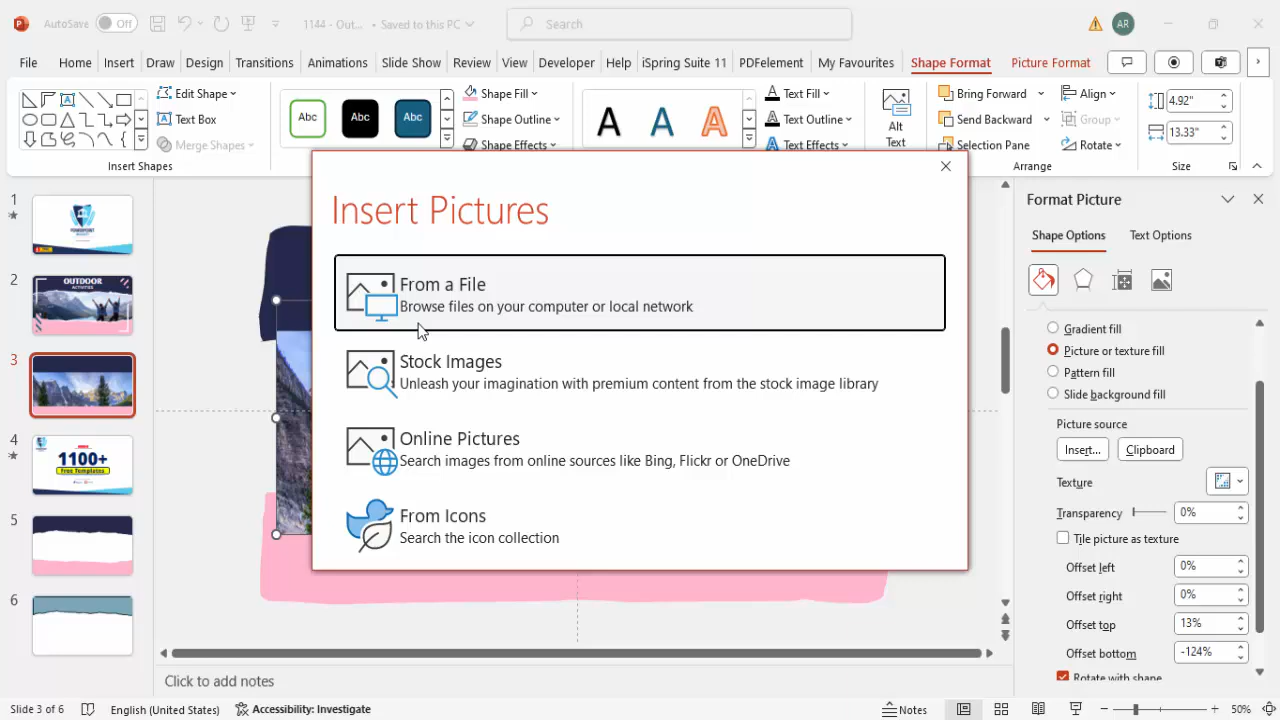 AutoSave Off 1144 - Out... • Saved to this PC Search AR
File Home Insert Draw Design Transitions Animations Slide Show Review View Developer Help iSpring Suite 11 PDFelement My Favourites Shape Format Picture Format
Edit Shape
Text Box
Merge Shapes
Insert Shapes
Abc Abc Abc
Shape Fill
Shape Outline
Shape Effects
A A A
Text Fill
Text Outline
Text Effects
Alt
Text
Bring Forward
Send Backward
Selection Pane
Align
Group
Rotate
Arrange
4.92"
13.33"
Size
1
2
OUTDOOR
ACTIVITIES
3
4
1100+
Free Templates
5
6
Insert Pictures
From a File
Browse files on your computer or local network
Stock Images
Unleash your imagination with premium content from the stock image library
Online Pictures
Search images from online sources like Bing, Flickr or OneDrive
From Icons
Search the icon collection
Format Picture
Shape Options Text Options
Gradient fill
Picture or texture fill
Pattern fill
Slide background fill
Picture source
Insert... Clipboard
Texture
Transparency 0%
Tile picture as texture
Offset left 0%
Offset right 0%
Offset top 13%
Offset bottom -124%
Rotate with shape
Click to add notes
Slide 3 of 6 English (United States) Accessibility: Investigate Notes 50%